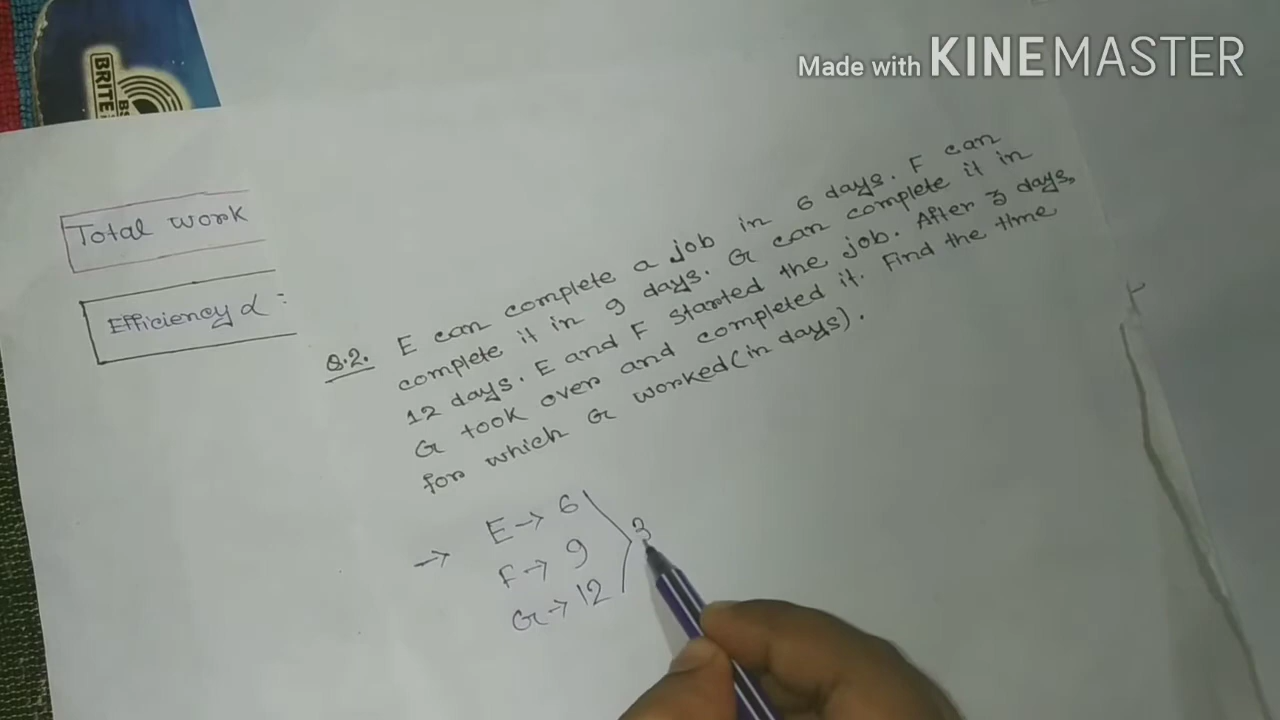 Made with KINEMASTER
BRITE
BS
Total work
Efficiency α
Q.2. E can complete a job in 6 days. F can
complete it in 9 days. G can complete it in
12 days. E and F started the job. After 3 days,
G took over and completed it. Find the time
for which G worked (in days).
→ E → 6
F → 9
G → 12
3